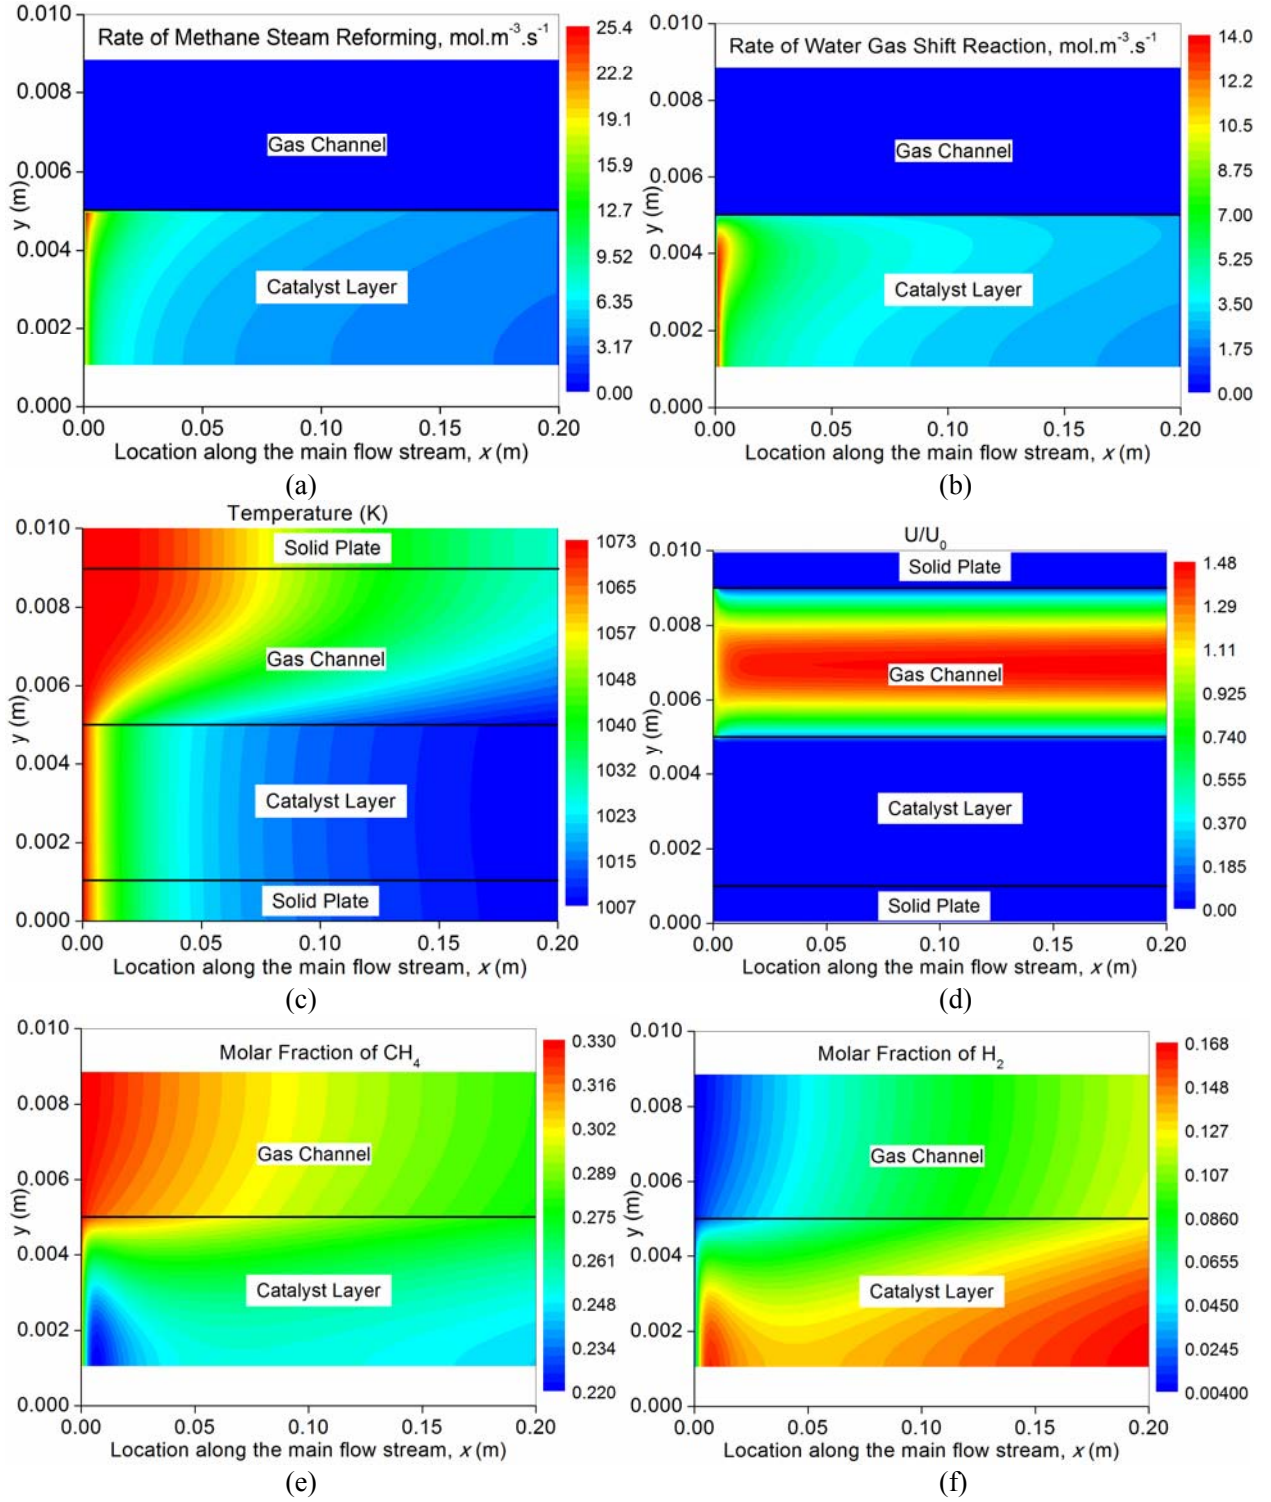 Rate of Methane Steam Reforming, mol.m⁻³.s⁻¹
Gas Channel
Catalyst Layer
y (m)
0.010
0.008
0.006
0.004
0.002
0.000
0.00 0.05 0.10 0.15 0.20
Location along the main flow stream, x (m)
25.4
22.2
19.1
15.9
12.7
9.52
6.35
3.17
0.00
(a)
Rate of Water Gas Shift Reaction, mol.m⁻³.s⁻¹
Gas Channel
Catalyst Layer
y (m)
0.010
0.008
0.006
0.004
0.002
0.000
0.00 0.05 0.10 0.15 0.20
Location along the main flow stream, x (m)
14.0
12.2
10.5
8.75
7.00
5.25
3.50
1.75
0.00
(b)
Temperature (K)
Solid Plate
Gas Channel
Catalyst Layer
Solid Plate
y (m)
0.010
0.008
0.006
0.004
0.002
0.000
0.00 0.05 0.10 0.15 0.20
Location along the main flow stream, x (m)
1073
1065
1057
1048
1040
1032
1023
1015
1007
(c)
U/U₀
Solid Plate
Gas Channel
Catalyst Layer
Solid Plate
y (m)
0.010
0.008
0.006
0.004
0.002
0.000
0.00 0.05 0.10 0.15 0.20
Location along the main flow stream, x (m)
1.48
1.29
1.11
0.925
0.740
0.555
0.370
0.185
0.00
(d)
Molar Fraction of CH₄
Gas Channel
Catalyst Layer
y (m)
0.010
0.008
0.006
0.004
0.002
0.000
0.00 0.05 0.10 0.15 0.20
Location along the main flow stream, x (m)
0.330
0.316
0.302
0.289
0.275
0.261
0.248
0.234
0.220
(e)
Molar Fraction of H₂
Gas Channel
Catalyst Layer
y (m)
0.010
0.008
0.006
0.004
0.002
0.000
0.00 0.05 0.10 0.15 0.20
Location along the main flow stream, x (m)
0.168
0.148
0.127
0.107
0.0860
0.0655
0.0450
0.0245
0.00400
(f)